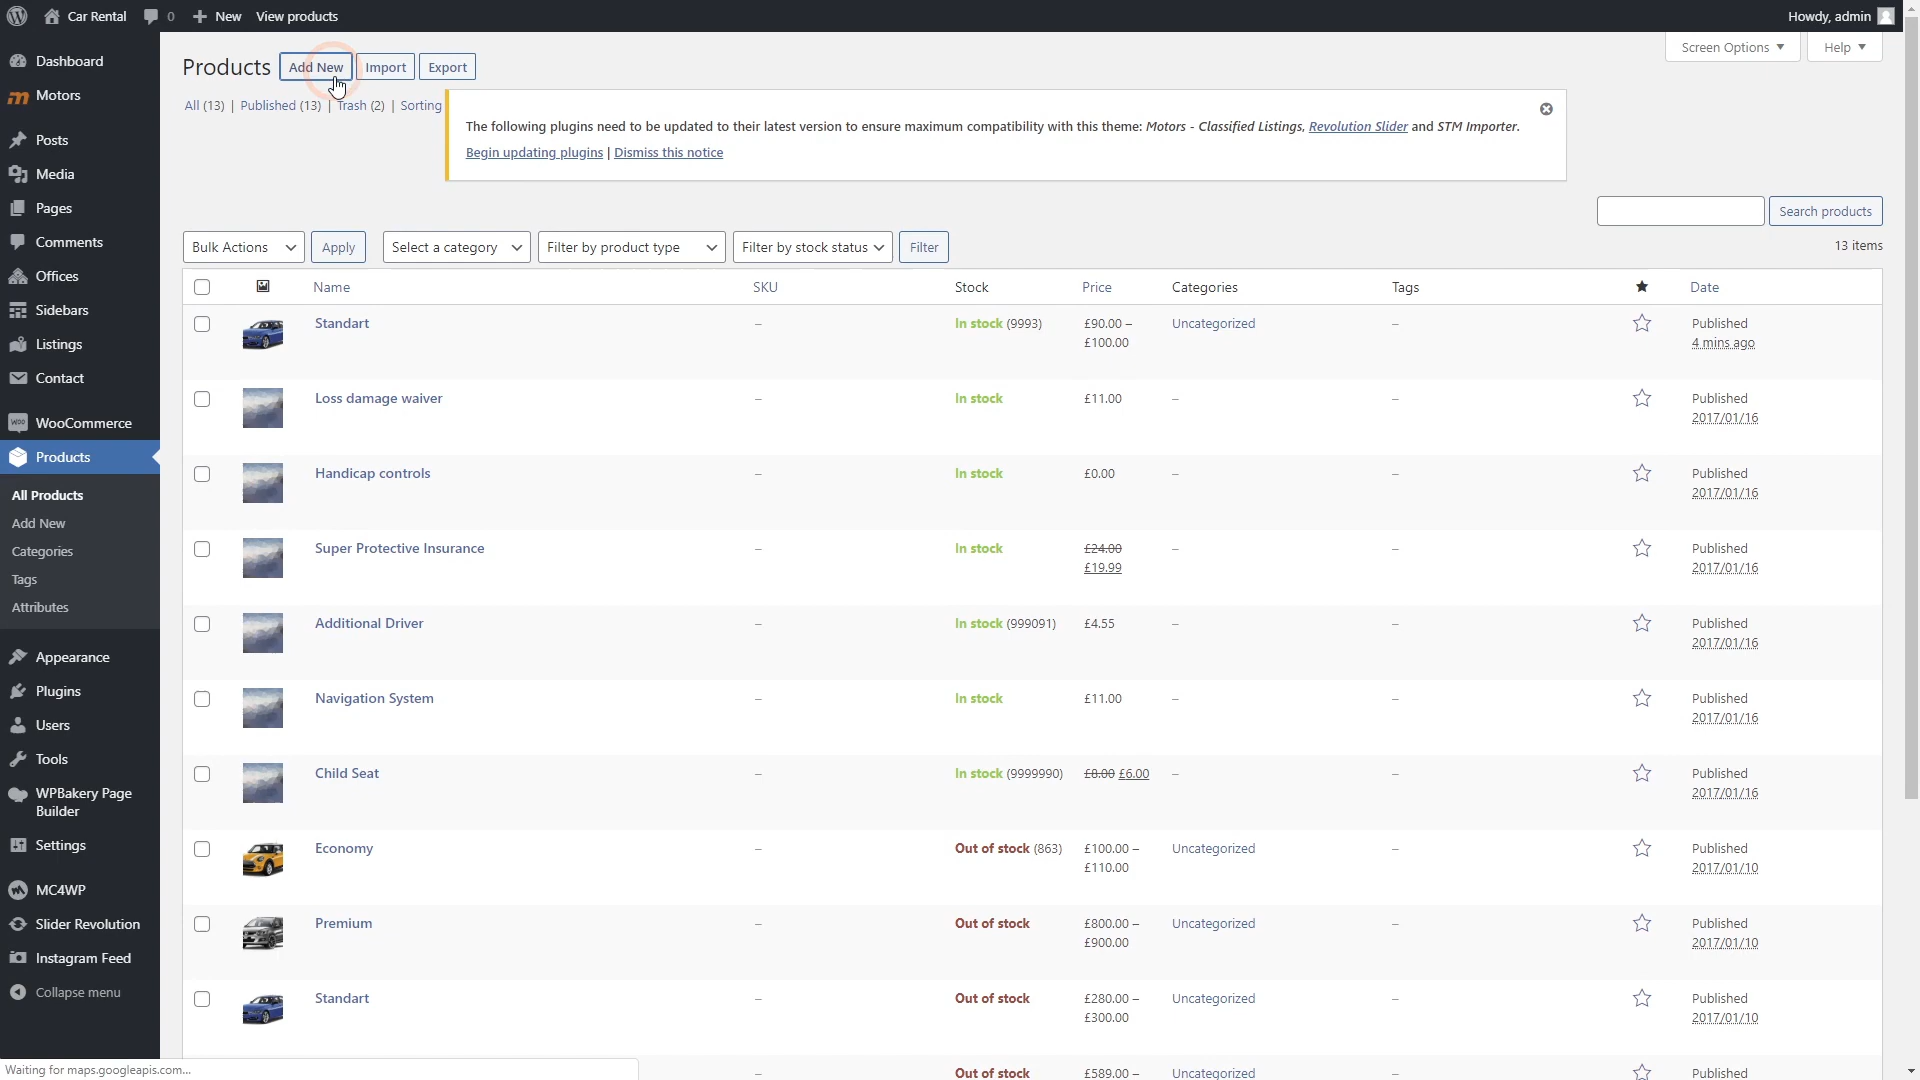 Car Rental 0 New View products Howdy, admin
Dashboard
Motors
Posts
Media
Pages
Comments
Offices
Sidebars
Listings
Contact
WooCommerce
Products
All Products
Add New
Categories
Tags
Attributes
Appearance
Plugins
Users
Tools
WPBakery Page
Builder
Settings
MC4WP
Slider Revolution
Instagram Feed
Collapse menu
Screen Options Help
Products Add New Import Export
All (13) | Published (13) | Trash (2) | Sorting
The following plugins need to be updated to their latest version to ensure maximum compatibility with this theme: Motors - Classified Listings, Revolution Slider and STM Importer.
Begin updating plugins | Dismiss this notice
Search products
Bulk Actions Apply Select a category Filter by product type Filter by stock status Filter 13 items
Name SKU Stock Price Categories Tags Date
Standart – In stock (9993) £90.00 – Uncategorized – Published
£100.00 4 mins ago
Loss damage waiver – In stock £11.00 – – Published
2017/01/16
Handicap controls – In stock £0.00 – – Published
2017/01/16
Super Protective Insurance – In stock £24.00 – – Published
£19.99 2017/01/16
Additional Driver – In stock (999091) £4.55 – – Published
2017/01/16
Navigation System – In stock £11.00 – – Published
2017/01/16
Child Seat – In stock (9999990) £8.00 £6.00 – – Published
2017/01/16
Economy – Out of stock (863) £100.00 – Uncategorized – Published
£110.00 2017/01/10
Premium – Out of stock £800.00 – Uncategorized – Published
£900.00 2017/01/10
Standart – Out of stock £280.00 – Uncategorized – Published
£300.00 2017/01/10
– Out of stock £589.00 – Uncategorized – Published
Waiting for maps.googleapis.com...